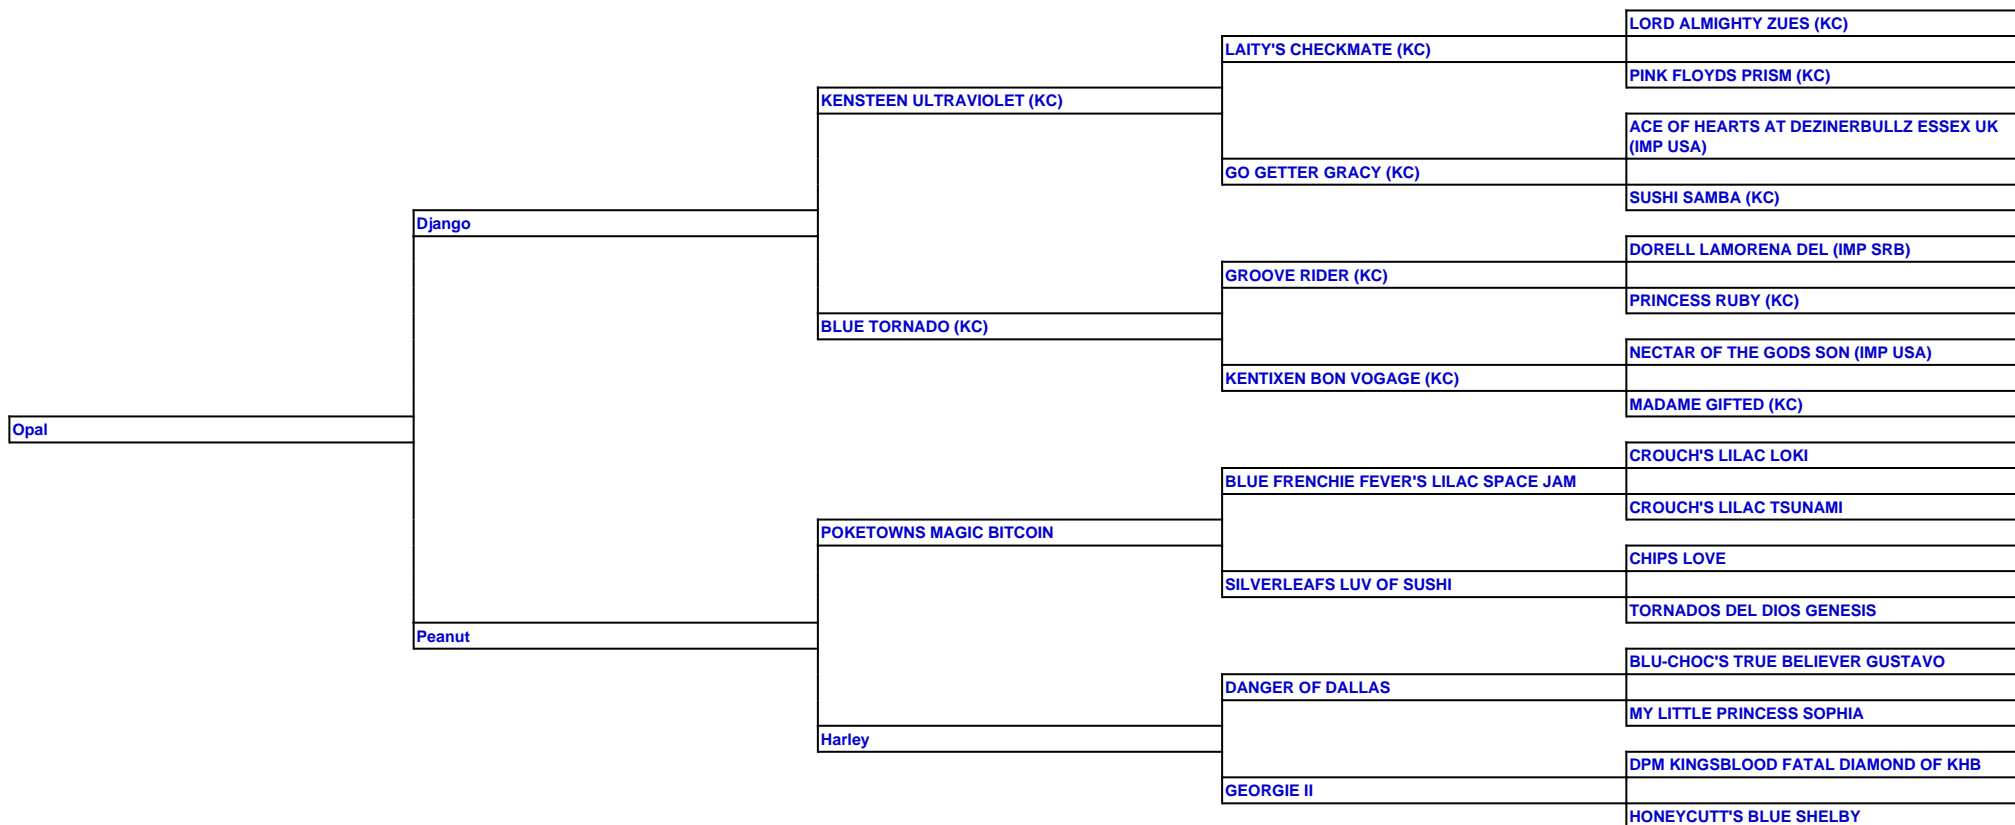 LORD ALMIGHTY ZUES (KC)
LAITY'S CHECKMATE (KC)
PINK FLOYDS PRISM (KC)
KENSTEEN ULTRAVIOLET (KC)
ACE OF HEARTS AT DEZINERBULLZ ESSEX UK
(IMP USA)
GO GETTER GRACY (KC)
SUSHI SAMBA (KC)
Django
DORELL LAMORENA DEL (IMP SRB)
GROOVE RIDER (KC)
PRINCESS RUBY (KC)
BLUE TORNADO (KC)
NECTAR OF THE GODS SON (IMP USA)
KENTIXEN BON VOGAGE (KC)
MADAME GIFTED (KC)
Opal
CROUCH'S LILAC LOKI
BLUE FRENCHIE FEVER'S LILAC SPACE JAM
CROUCH'S LILAC TSUNAMI
POKETOWNS MAGIC BITCOIN
CHIPS LOVE
SILVERLEAFS LUV OF SUSHI
TORNADOS DEL DIOS GENESIS
Peanut
BLU-CHOC'S TRUE BELIEVER GUSTAVO
DANGER OF DALLAS
MY LITTLE PRINCESS SOPHIA
Harley
DPM KINGSBLOOD FATAL DIAMOND OF KHB
GEORGIE II
HONEYCUTT'S BLUE SHELBY